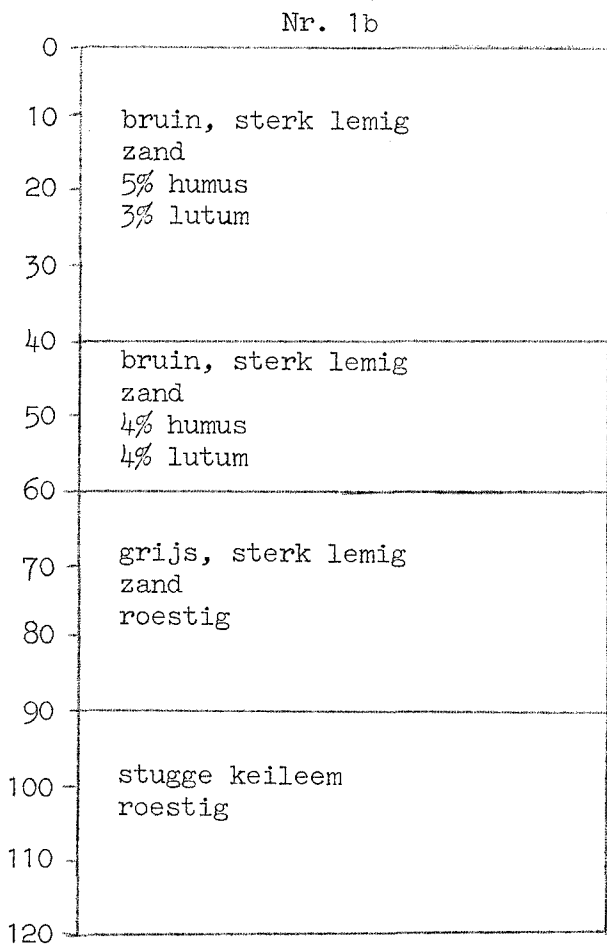 Nr. 1b
0
10
bruin, sterk lemig
zand
20
5% humus
3% lutum
30
40
bruin, sterk lemig
zand
50
4% humus
4% lutum
60
grijs, sterk lemig
70
zand
roestig
80
90
stugge keileem
100
roestig
110
120